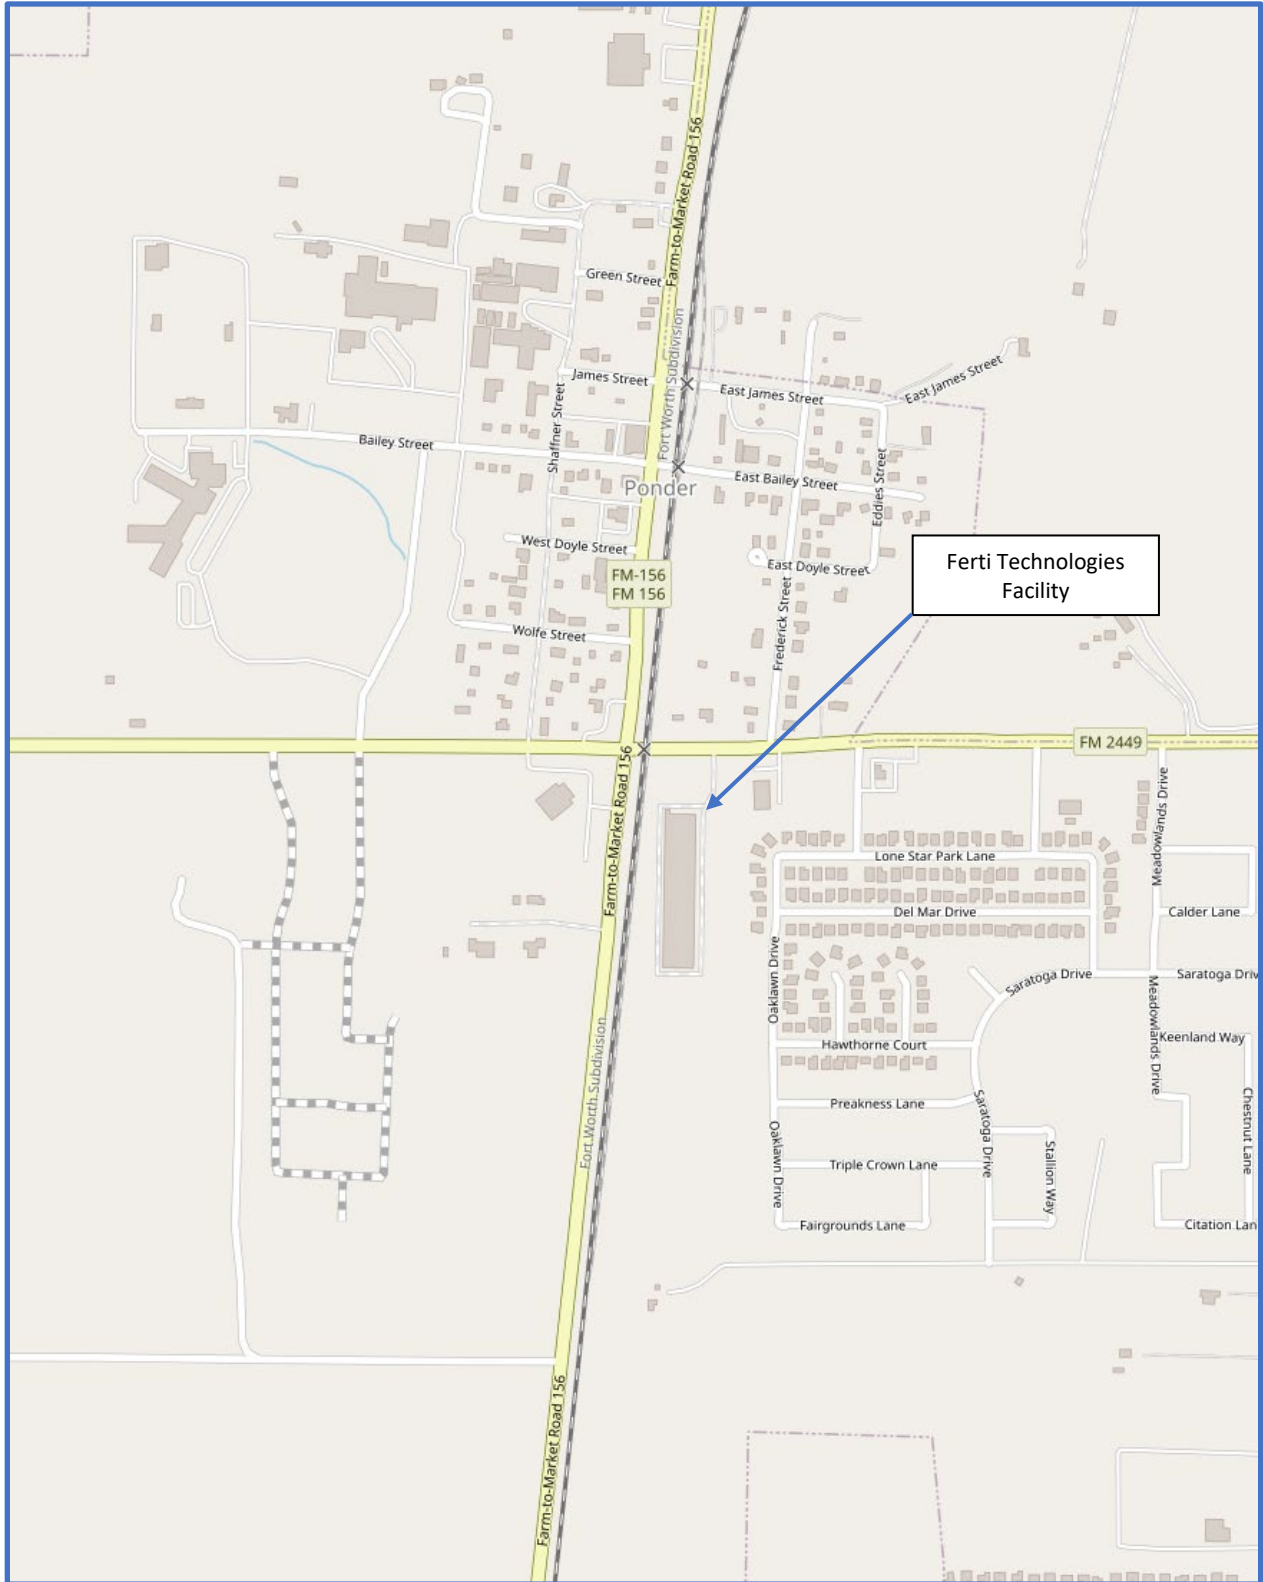 Farm-to-Market Road 156
Green Street
Fort Worth Subdivision
James Street
East James Street
East James Street
Shaffner Street
Bailey Street
East Bailey Street
Ponder
Eddies Street
West Doyle Street
East Doyle Street
Ferti Technologies
Facility
FM-156
FM 156
Frederick Street
Wolfe Street
FM 2449
Farm-to-Market Road 156
Meadowlands Drive
Lone Star Park Lane
Del Mar Drive
Calder Lane
Oaklawn Drive
Saratoga Drive
Saratoga Driv
Meadowlands Drive
Hawthorne Court
Keenland Way
Fort Worth Subdivision
Preakness Lane
Saratoga Drive
Chestnut Lane
Oaklawn Drive
Triple Crown Lane
Stallion Way
Fairgrounds Lane
Citation Lan
Farm-to-Market Road 156